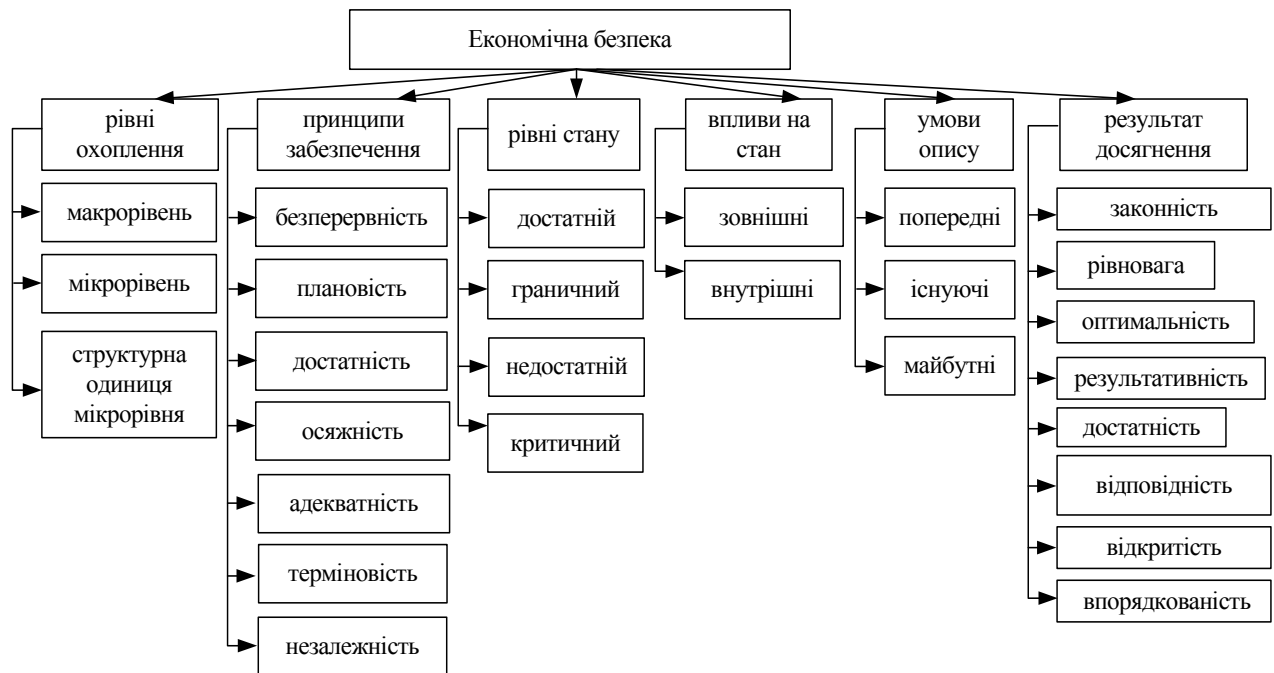 Економічна безпека
рівні
охоплення
макрорівень
мікрорівень
структурна
одиниця
мікрорівня
принципи
забезпечення
безперервність
плановість
достатність
осяжність
адекватність
терміновість
незалежність
рівні стану
достатній
граничний
недостатній
критичний
впливи на
стан
зовнішні
внутрішні
умови
опису
попередні
існуючі
майбутні
результат
досягнення
законність
рівновага
оптимальність
результативність
достатність
відповідність
відкритість
впорядкованість